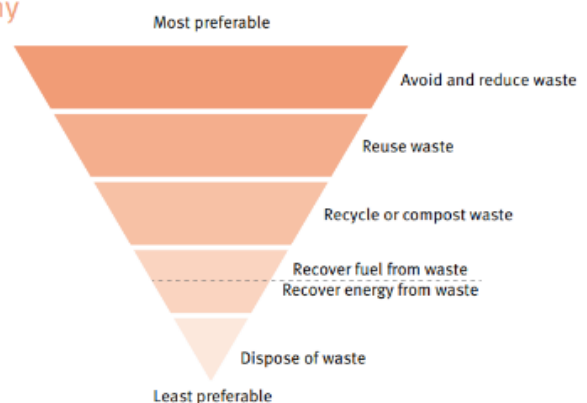 Most preferable
Avoid and reduce waste
Reuse waste
Recycle or compost waste
Recover fuel from waste
Recover energy from waste
Dispose of waste
Least preferable